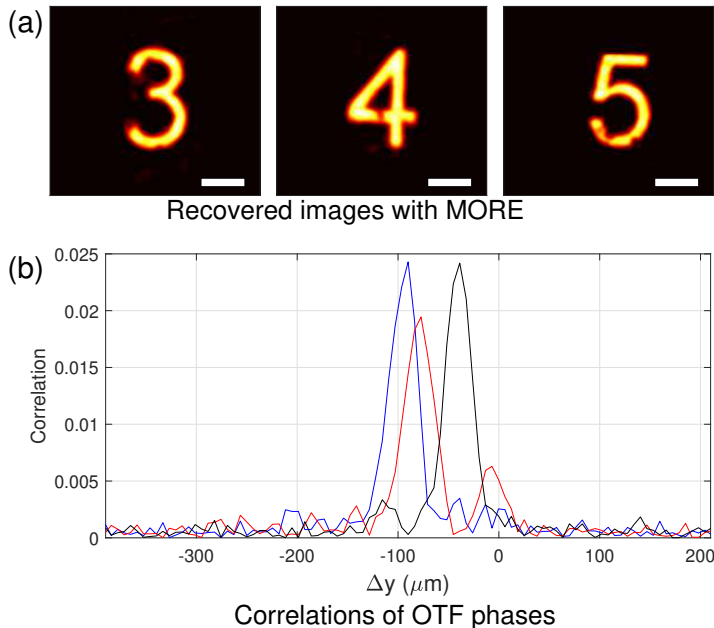 (a)
3 4 5
Recovered images with MORE
(b)
0.025
0.02
0.015
0.01
0.005
0
Correlation
-300 -200 -100 0 100 200
Δy (μm)
Correlations of OTF phases